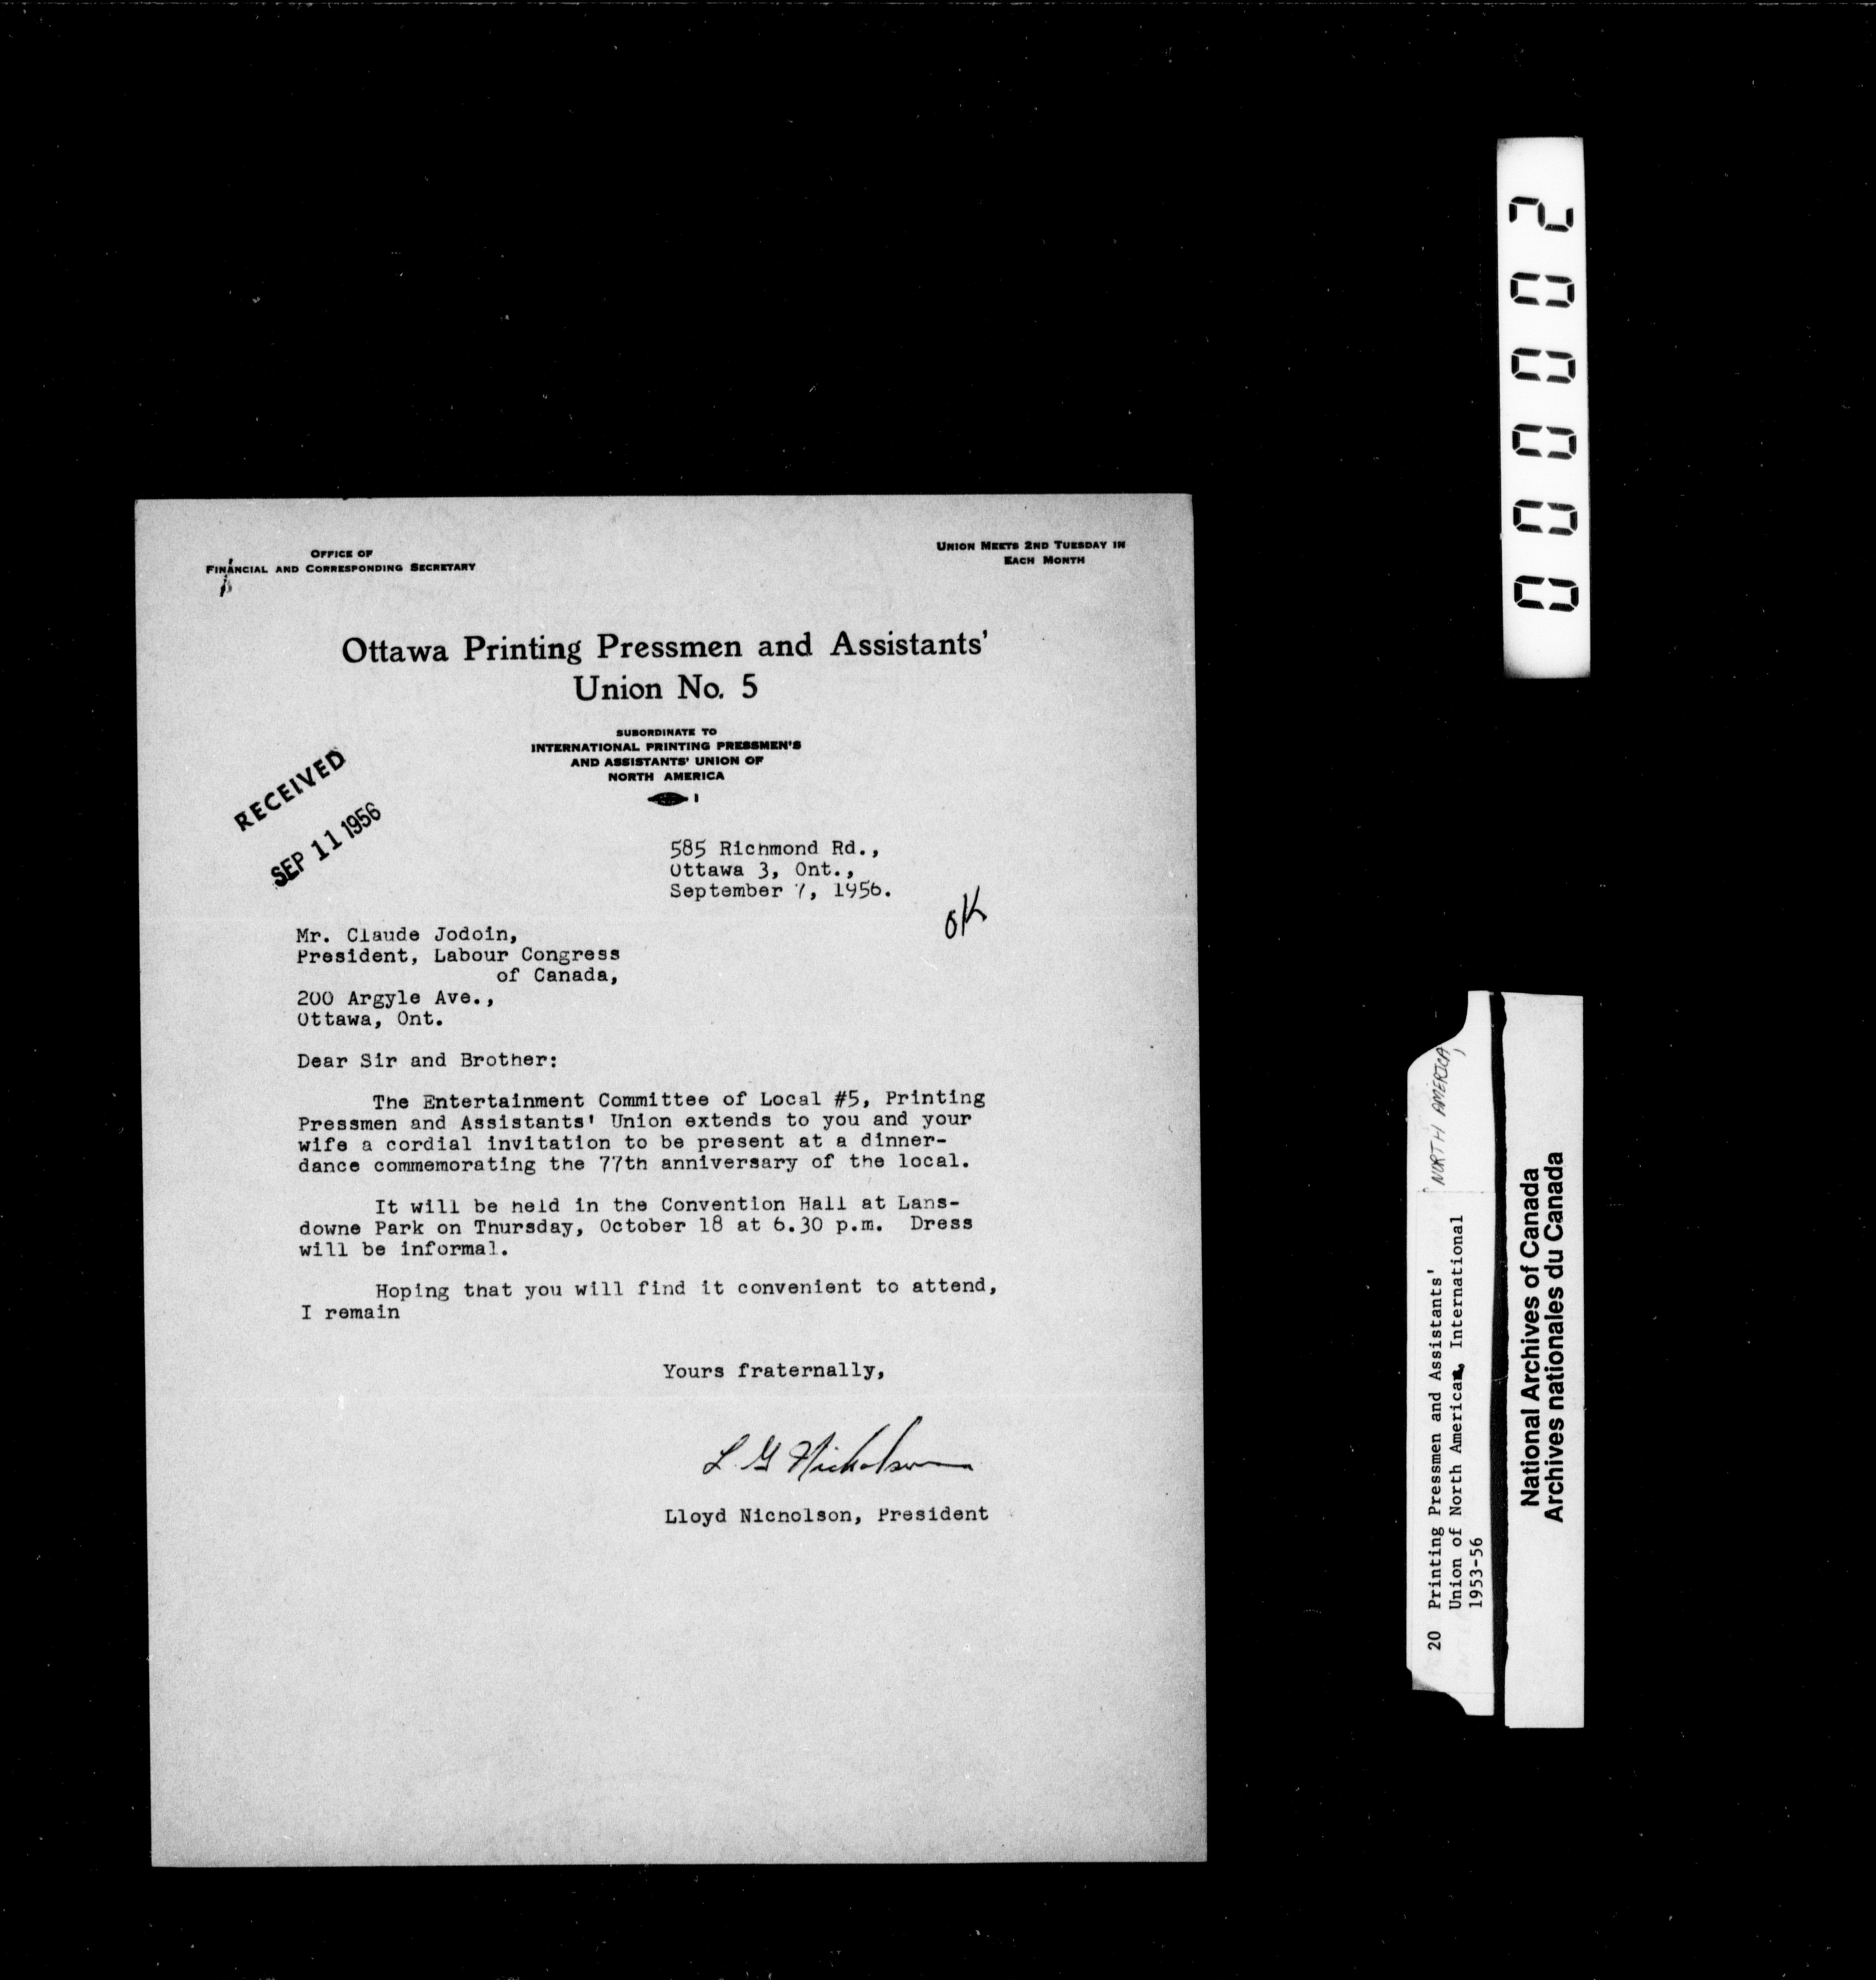 OFFICE OF
FINANCIAL AND CORRESPONDING SECRETARY
UNION MEETS 2ND TUESDAY IN
EACH MONTH
Ottawa Printing Pressmen and Assistants'
Union No. 5
SUBORDINATE TO
INTERNATIONAL PRINTING PRESSMEN'S
AND ASSISTANTS' UNION OF
NORTH AMERICA
RECEIVED
SEP 11 1956
585 Richmond Rd.,
Ottawa 3, Ont.,
September 7, 1956.
OK
Mr. Claude Jodoin,
President, Labour Congress
of Canada,
200 Argyle Ave.,
Ottawa, Ont.
Dear Sir and Brother:
The Entertainment Committee of Local #5, Printing
Pressmen and Assistants' Union extends to you and your
wife a cordial invitation to be present at a dinner-
dance commemorating the 77th anniversary of the local.
It will be held in the Convention Hall at Lans-
downe Park on Thursday, October 18 at 6.30 p.m. Dress
will be informal.
Hoping that you will find it convenient to attend,
I remain
Yours fraternally,
L. G Nicholson
Lloyd Nicholson, President
000002
NORTH AMERICA,
20 Printing Pressmen and Assistants'
Union of North American, International
1953-56
National Archives of Canada
Archives nationales du Canada